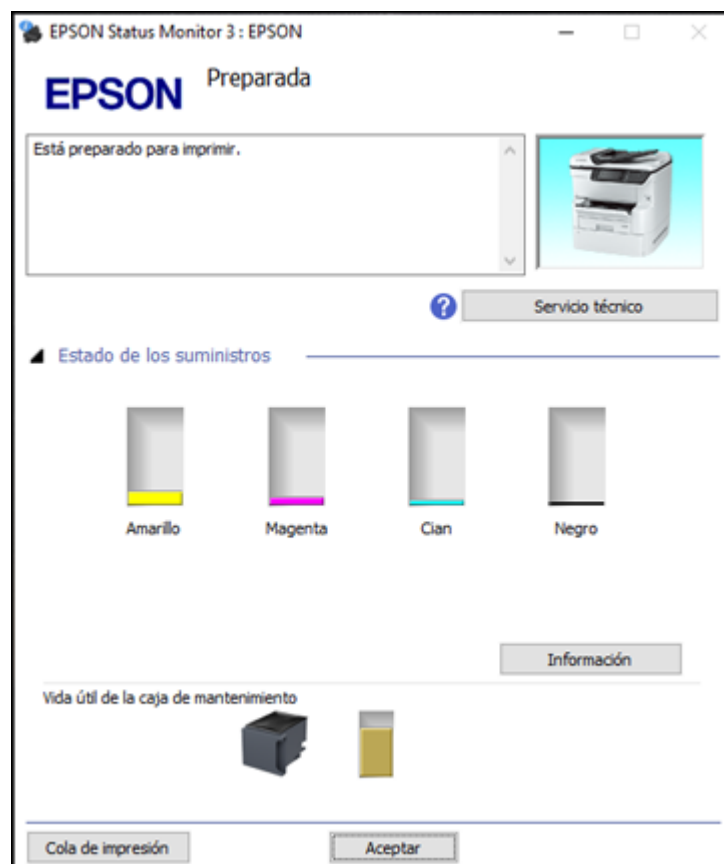 EPSON Status Monitor 3 : EPSON
EPSON
Preparada
Está preparado para imprimir.
? Servicio técnico
Estado de los suministros
Amarillo Magenta Cian Negro
Información
Vida útil de la caja de mantenimiento
Cola de impresión Aceptar